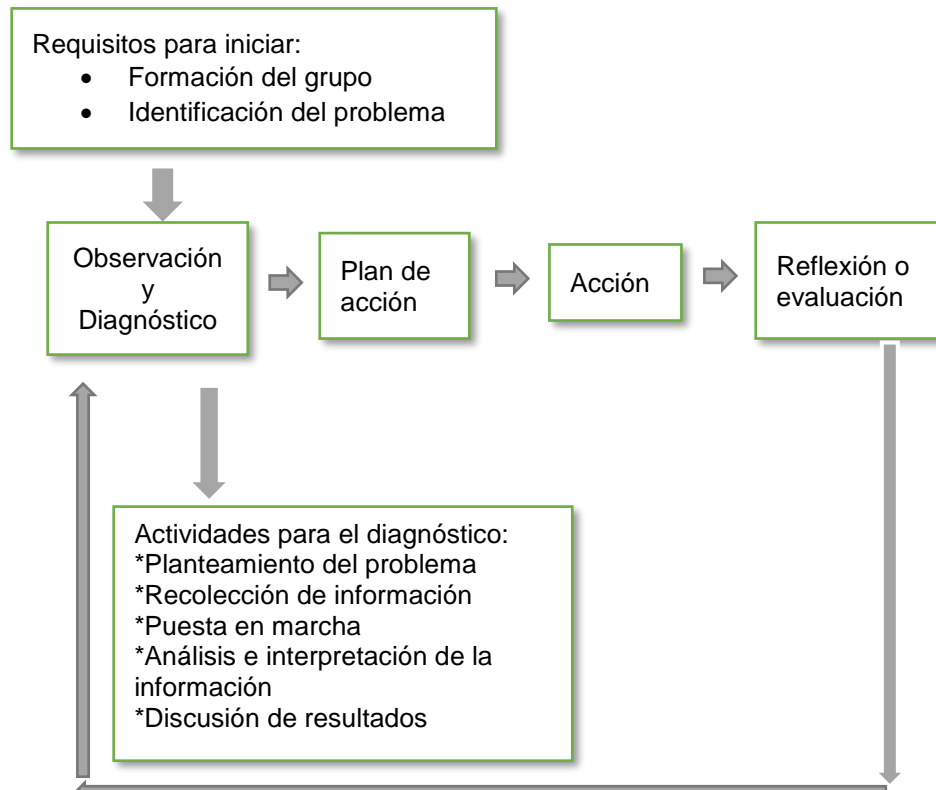 Requisitos para iniciar:
• Formación del grupo
• Identificación del problema
Observación
y
Diagnóstico
Plan de
acción
Acción
Reflexión o
evaluación
Actividades para el diagnóstico:
*Planteamiento del problema
*Recolección de información
*Puesta en marcha
*Análisis e interpretación de la
información
*Discusión de resultados